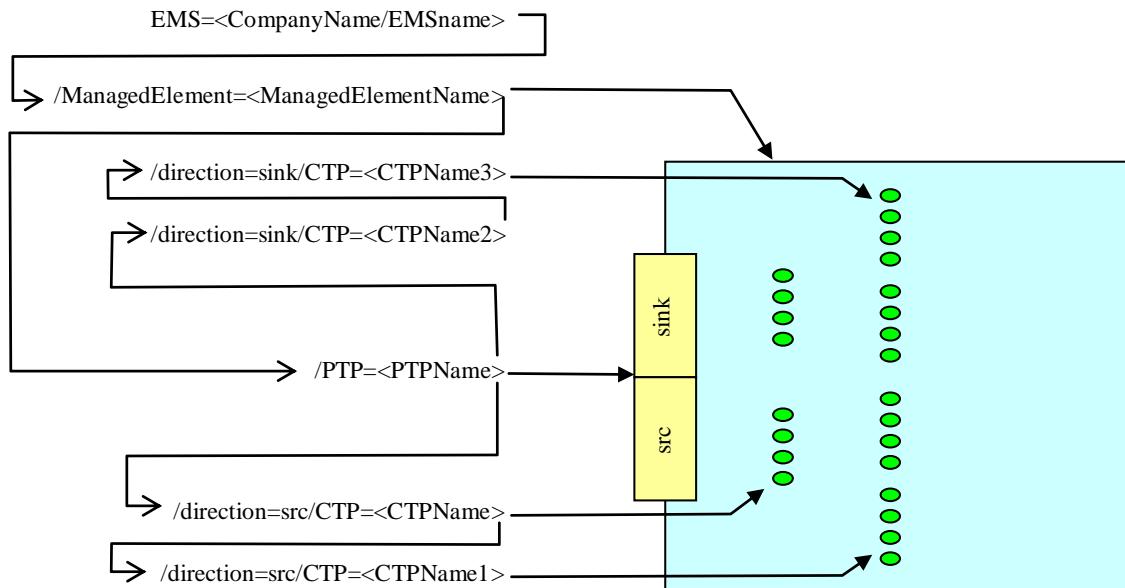 EMS=<CompanyName/EMSname>
/ManagedElement=<ManagedElementName>
/direction=sink/CTP=<CTPName3>
/direction=sink/CTP=<CTPName2>
sink
/PTP=<PTPName>
src
/direction=src/CTP=<CTPName>
/direction=src/CTP=<CTPName1>